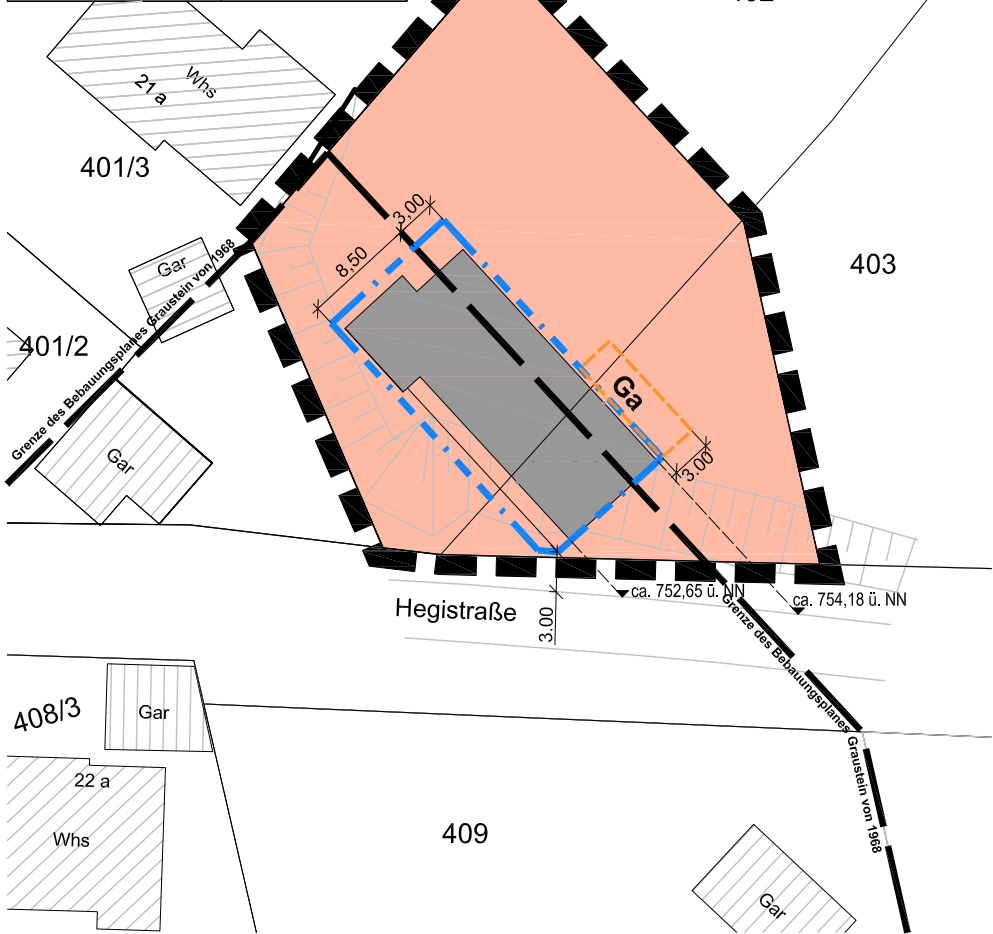 Whs
21 a
401/3
3,00
8,50
403
Gar
Grenze des Bebauungsplanes Graustein von 1968
401/2
Ga
Gar
3.00
ca. 752,65 ü. NN
ca. 754,18 ü. NN
Hegistraße
3.00
Grenze des Bebauungsplanes Graustein von 1968
408/3
Gar
22 a
Whs
409
Gar